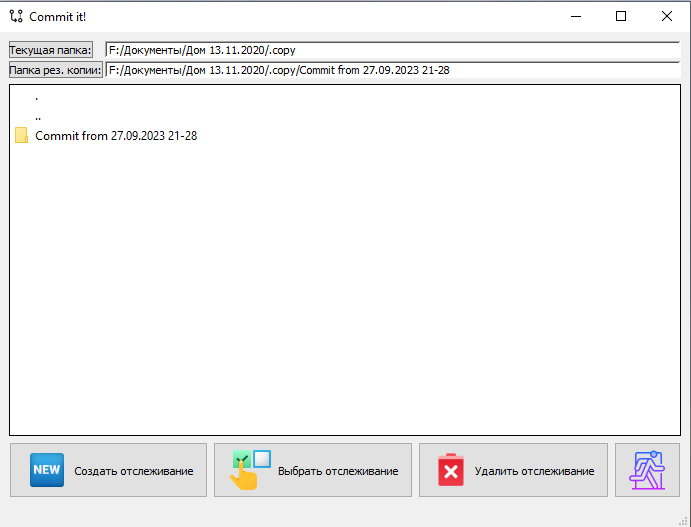 Commit it!
Текущая папка: F:/Документы/Дом 13.11.2020/.copy
Папка рез. копии: F:/Документы/Дом 13.11.2020/.copy/Commit from 27.09.2023 21-28
.
..
Commit from 27.09.2023 21-28
NEW Создать отслеживание Выбрать отслеживание Удалить отслеживание